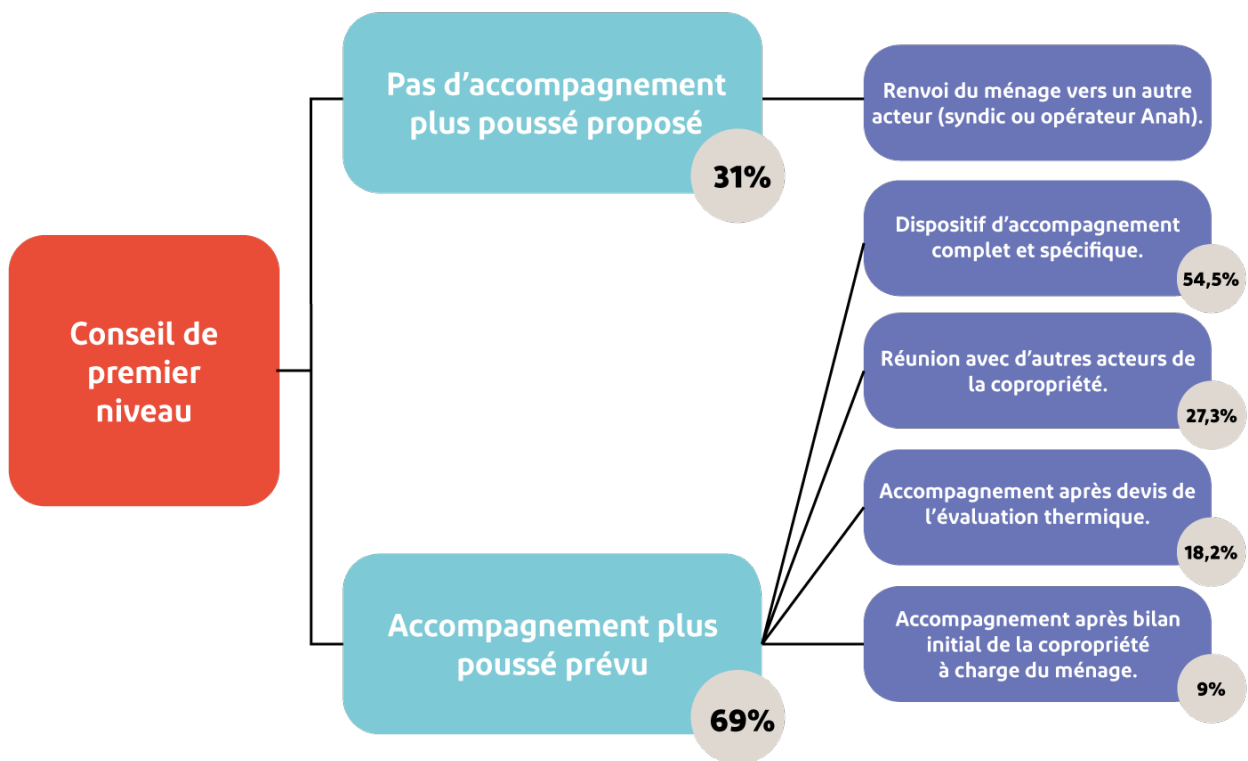 Conseil de
premier
niveau
Pas d'accompagnement
plus poussé proposé
31%
Renvoi du ménage vers un autre
acteur (syndic ou opérateur Anah).
Accompagnement plus
poussé prévu
69%
Dispositif d'accompagnement
complet et spécifique.
54,5%
Réunion avec d'autres acteurs de
la copropriété.
27,3%
Accompagnement après devis de
l'évaluation thermique.
18,2%
Accompagnement après bilan
initial de la copropriété
à charge du ménage.
9%